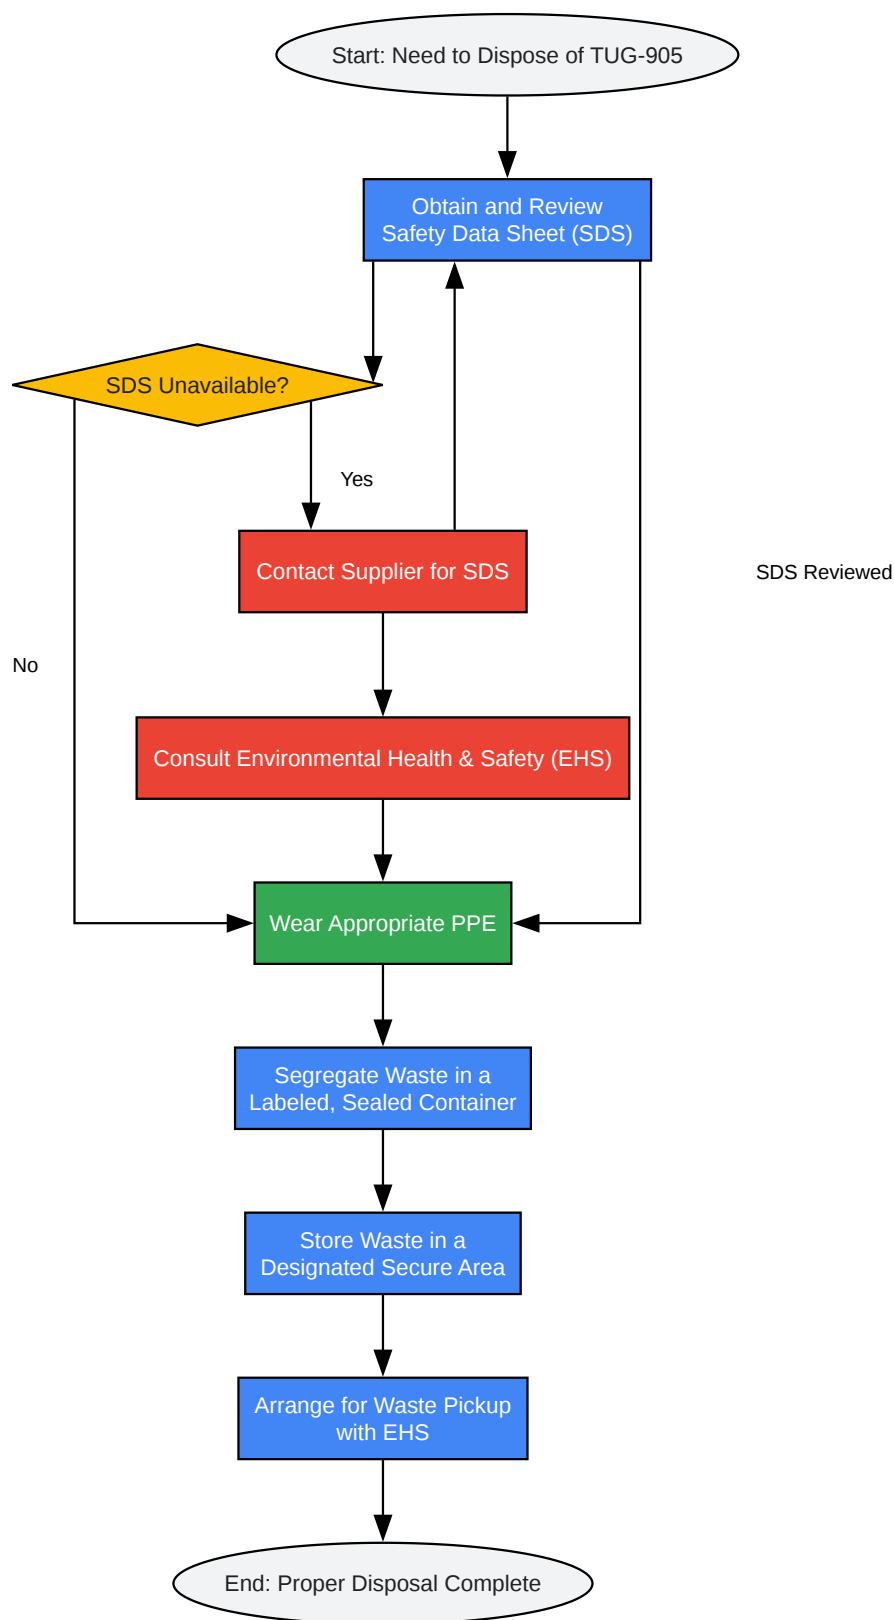 Start: Need to Dispose of TUG-905
Obtain and Review
Safety Data Sheet (SDS)
SDS Unavailable?
Yes
Contact Supplier for SDS
SDS Reviewed
No
Consult Environmental Health & Safety (EHS)
Wear Appropriate PPE
Segregate Waste in a
Labeled, Sealed Container
Store Waste in a
Designated Secure Area
Arrange for Waste Pickup
with EHS
End: Proper Disposal Complete